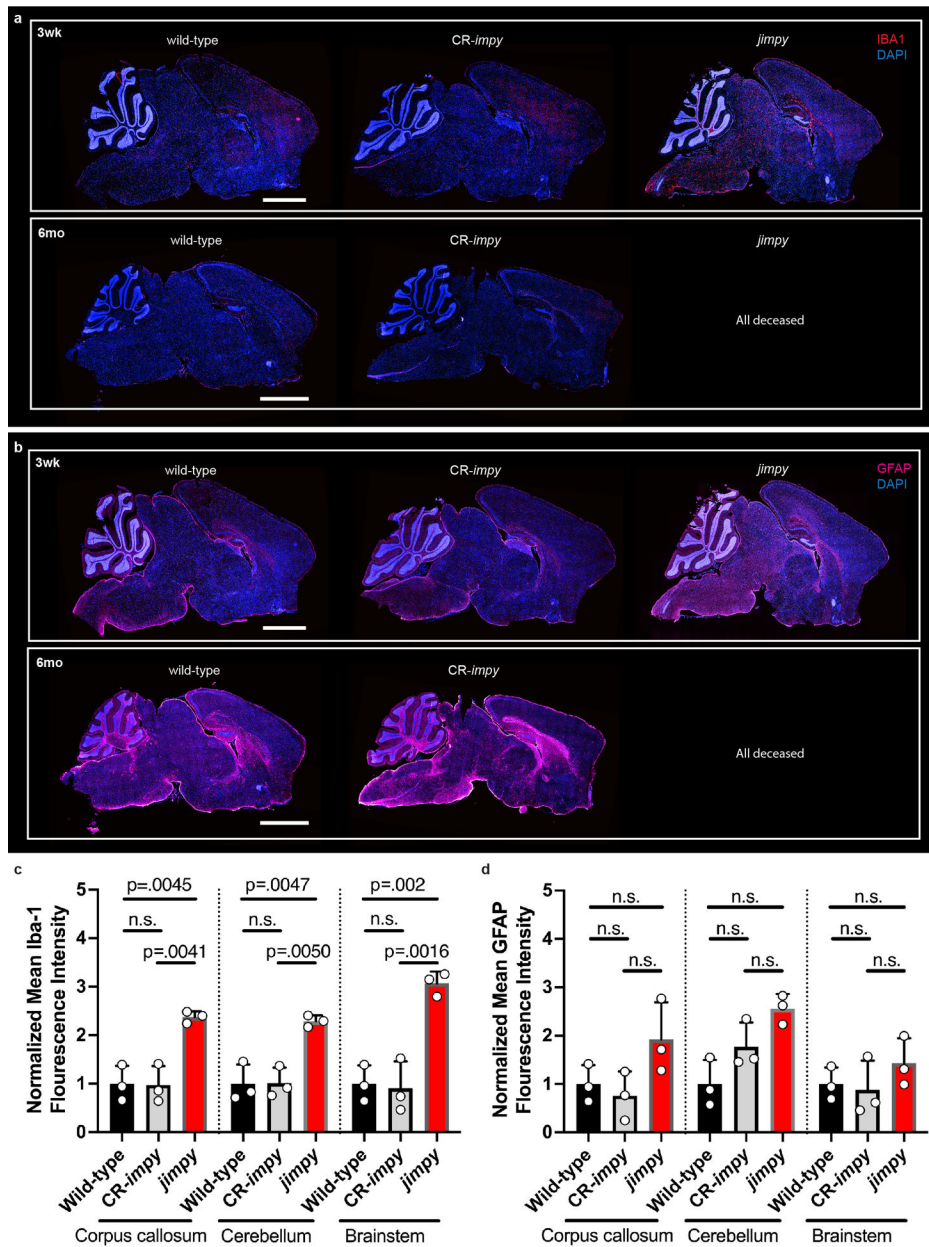 a
3wk
wild-type
CR-impy
jimpy
IBA1
DAPI
6mo
wild-type
CR-impy
jimpy
All deceased
b
3wk
wild-type
CR-impy
jimpy
GFAP
DAPI
6mo
wild-type
CR-impy
All deceased
c
Normalized Mean Iba-1
Flourescence Intensity
5
4
3
2
1
0
p=.0045
n.s.
p=.0041
p=.0047
n.s.
p=.0050
p=.002
n.s.
p=.0016
Wild-type
CR-impy
jimpy
Wild-type
CR-impy
jimpy
Wild-type
CR-impy
jimpy
Corpus callosum
Cerebellum
Brainstem
d
Normalized Mean GFAP
Flourescence Intensity
5
4
3
2
1
0
n.s.
n.s.
n.s.
n.s.
n.s.
n.s.
n.s.
n.s.
n.s.
Wild-type
CR-impy
jimpy
Wild-type
CR-impy
jimpy
Wild-type
CR-impy
jimpy
Corpus callosum
Cerebellum
Brainstem